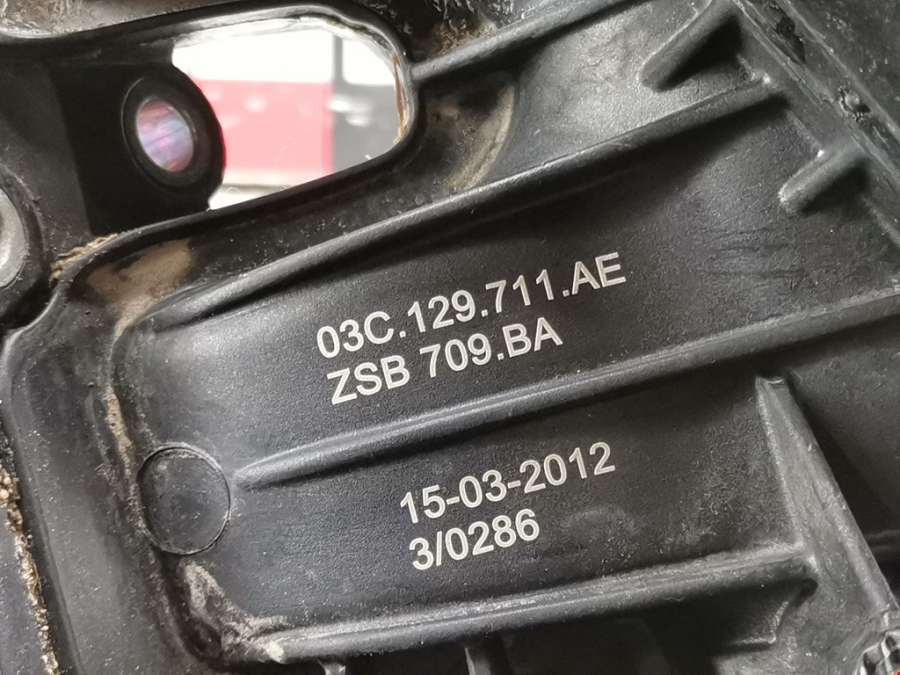 03C.129.711.AE
ZSB 709.BA
15-03-2012
3/0286